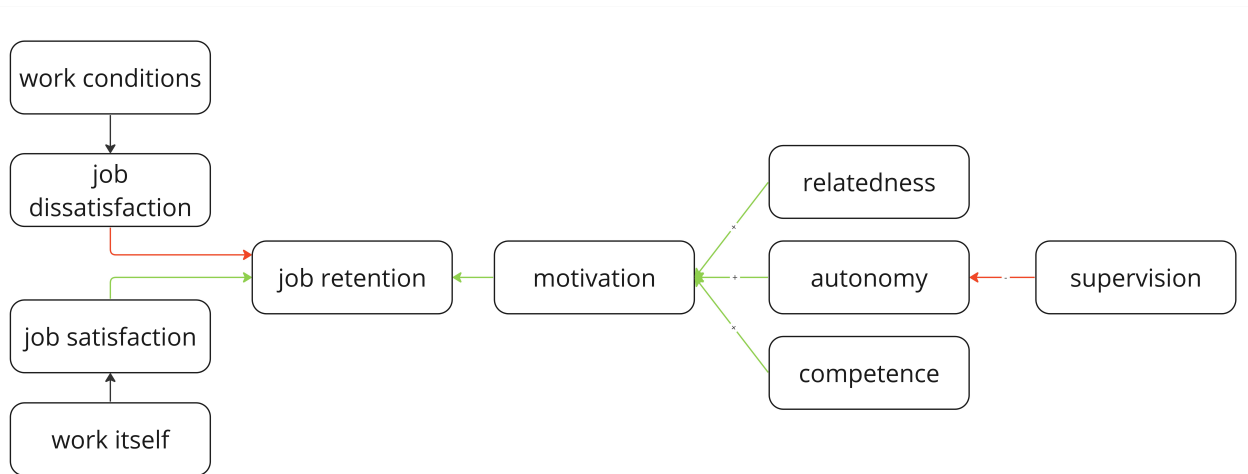 work conditions
job
dissatisfaction
relatedness
job retention
motivation
+
autonomy
-
supervision
job satisfaction
competence
work itself